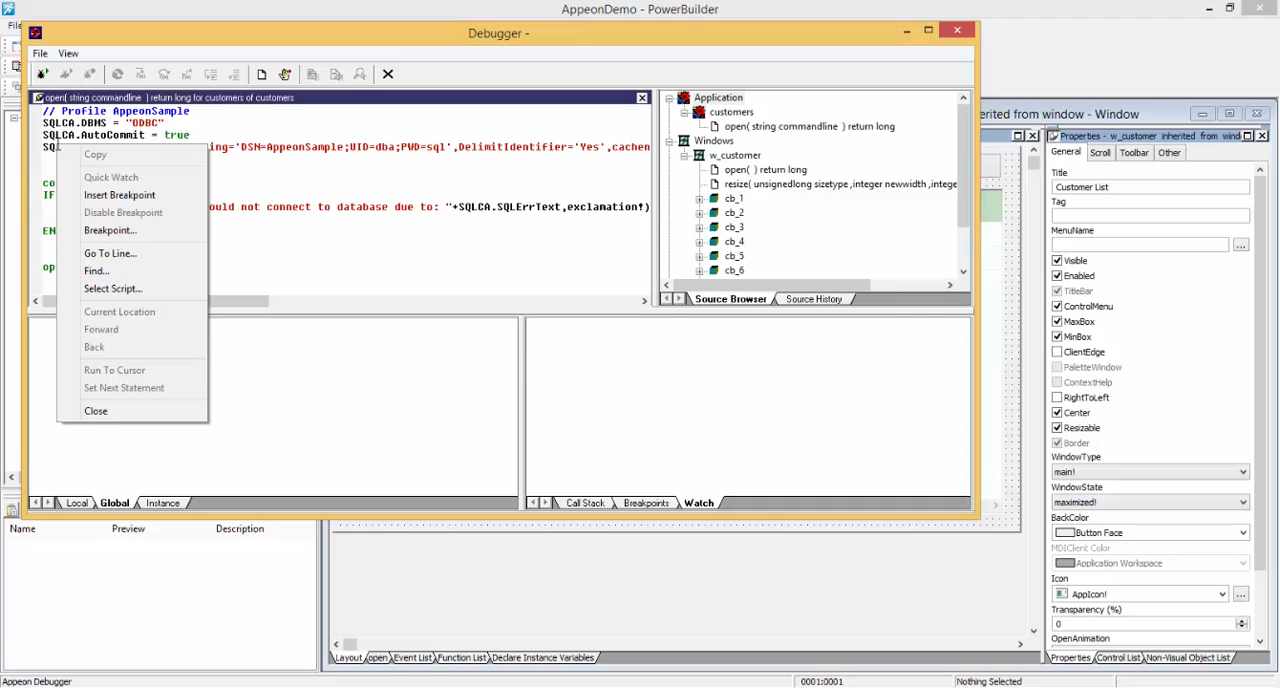 AppeonDemo - PowerBuilder
File
Debugger -
File View
open( string commandline ) return long for customers of customers
// Profile AppeonSample
SQLCA.DBMS = "ODBC"
SQLCA.AutoCommit = true
SQ
ing='DSN=AppeonSample;UID=dba;PWD=sql',DelimitIdentifier='Yes',cachen
co
IF
ould not connect to database due to: "+SQLCA.SQLErrText,exclamation!)
EN
op
Copy
Quick Watch
Insert Breakpoint
Disable Breakpoint
Breakpoint...
Go To Line...
Find...
Select Script...
Current Location
Forward
Back
Run To Cursor
Set Next Statement
Close
Application
customers
open( string commandline ) return long
Windows
w_customer
open( ) return long
resize( unsignedlong sizetype ,integer newwidth ,intege
cb_1
cb_2
cb_3
cb_4
cb_5
cb_6
Source Browser Source History
Local Global Instance
Call Stack Breakpoints Watch
Name Preview Description
herited from window - Window
Properties - w_customer inherited from wind
General Scroll Toolbar Other
Title
Customer List
Tag
MenuName
...
Visible
Enabled
TitleBar
ControlMenu
MaxBox
MinBox
ClientEdge
PaletteWindow
ContextHelp
RightToLeft
Center
Resizable
Border
WindowType
main!
WindowState
maximized!
BackColor
Button Face
MDIClient Color
Application Workspace
Icon
AppIcon!
...
Transparency (%)
0
OpenAnimation
Layout open Event List Function List Declare Instance Variables
Properties Control List Non-Visual Object List
Appeon Debugger
0001:0001
Nothing Selected